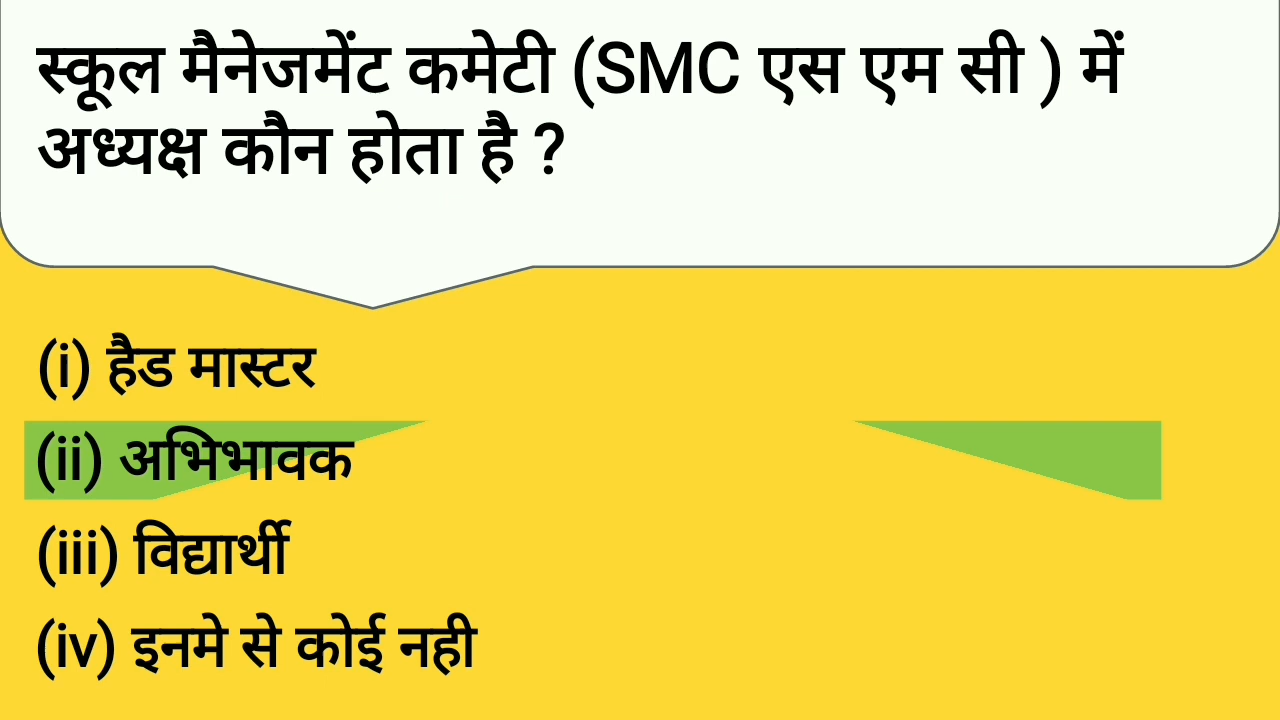 स्कूल मैनेजमेंट कमेटी (SMC एस एम सी ) में
अध्यक्ष कौन होता है ?
(i) हैड मास्टर
(ii) अभिभावक
(iii) विद्यार्थी
(iv) इनमे से कोई नही